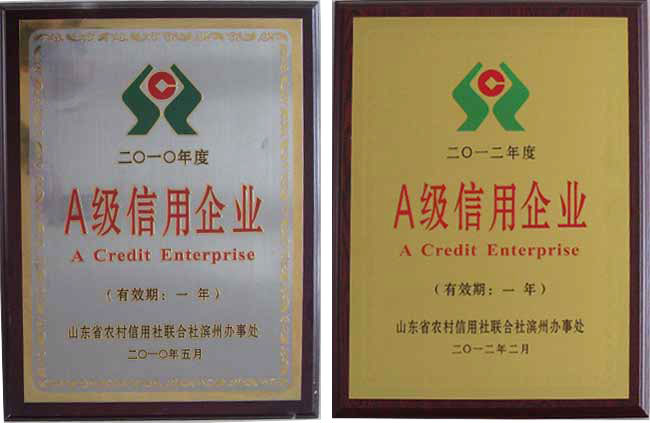 二〇一〇年度
A级信用企业
A Credit Enterprise
（有效期：一 年）
山东省农村信用社联合社滨州办事处
二〇一〇年五月
二〇一二年度
A级信用企业
A Credit Enterprise
（有效期：一 年）
山东省农村信用社联合社滨州办事处
二〇一二年二月